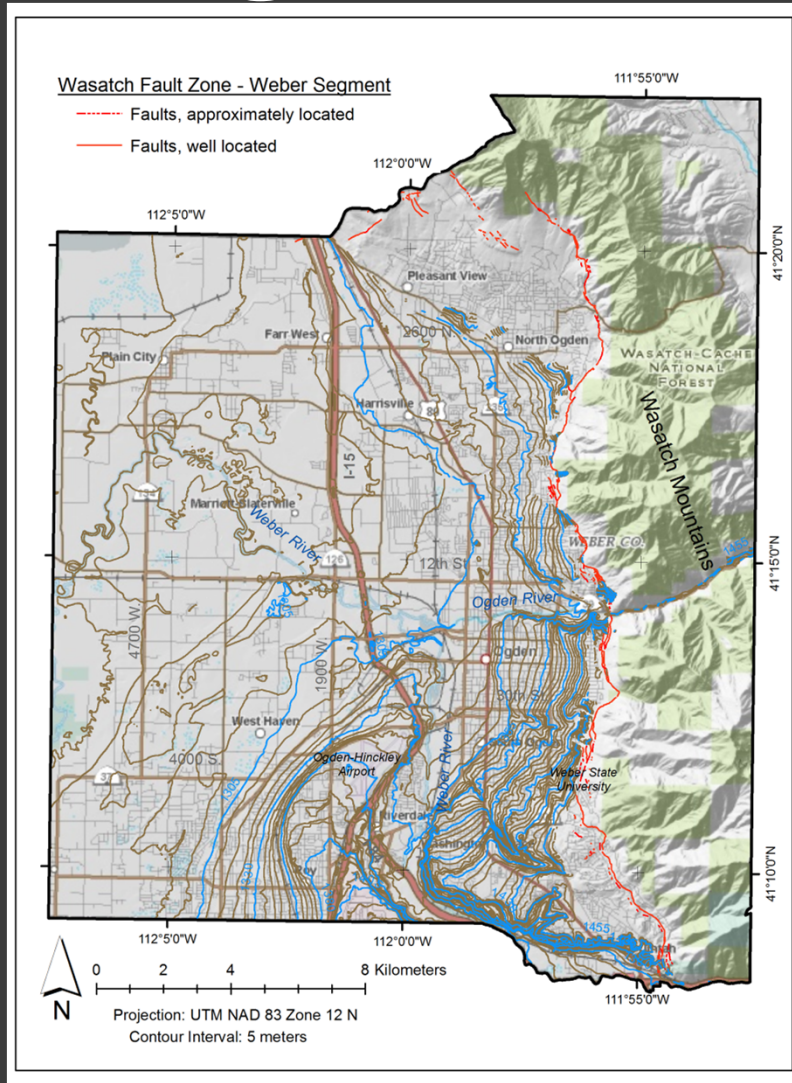 Wasatch Fault Zone - Weber Segment
Faults, approximately located
Faults, well located
111°55'0"W
112°0'0"W
112°5'0"W
41°20'0"N
Pleasant View
Farr West
2600 N.
North Ogden
Plain City
WASATCH-CACHE
NATIONAL
FOREST
Harrisville
89
235
Wasatch Mountains
I-15
134
Marriott-Slaterville
Weber River
WEBER CO.
126
12th St
41°15'0"N
Ogden River
4700 W.
1900 W.
Ogden
30th St
West Haven
4000 S.
Ogden-Hinckley
Airport
Weber River
Weber State
University
37
1405
Riverdale
41°10'0"N
1455
112°5'0"W
112°0'0"W
111°55'0"W
N
0 2 4 8 Kilometers
Projection: UTM NAD 83 Zone 12 N
Contour Interval: 5 meters